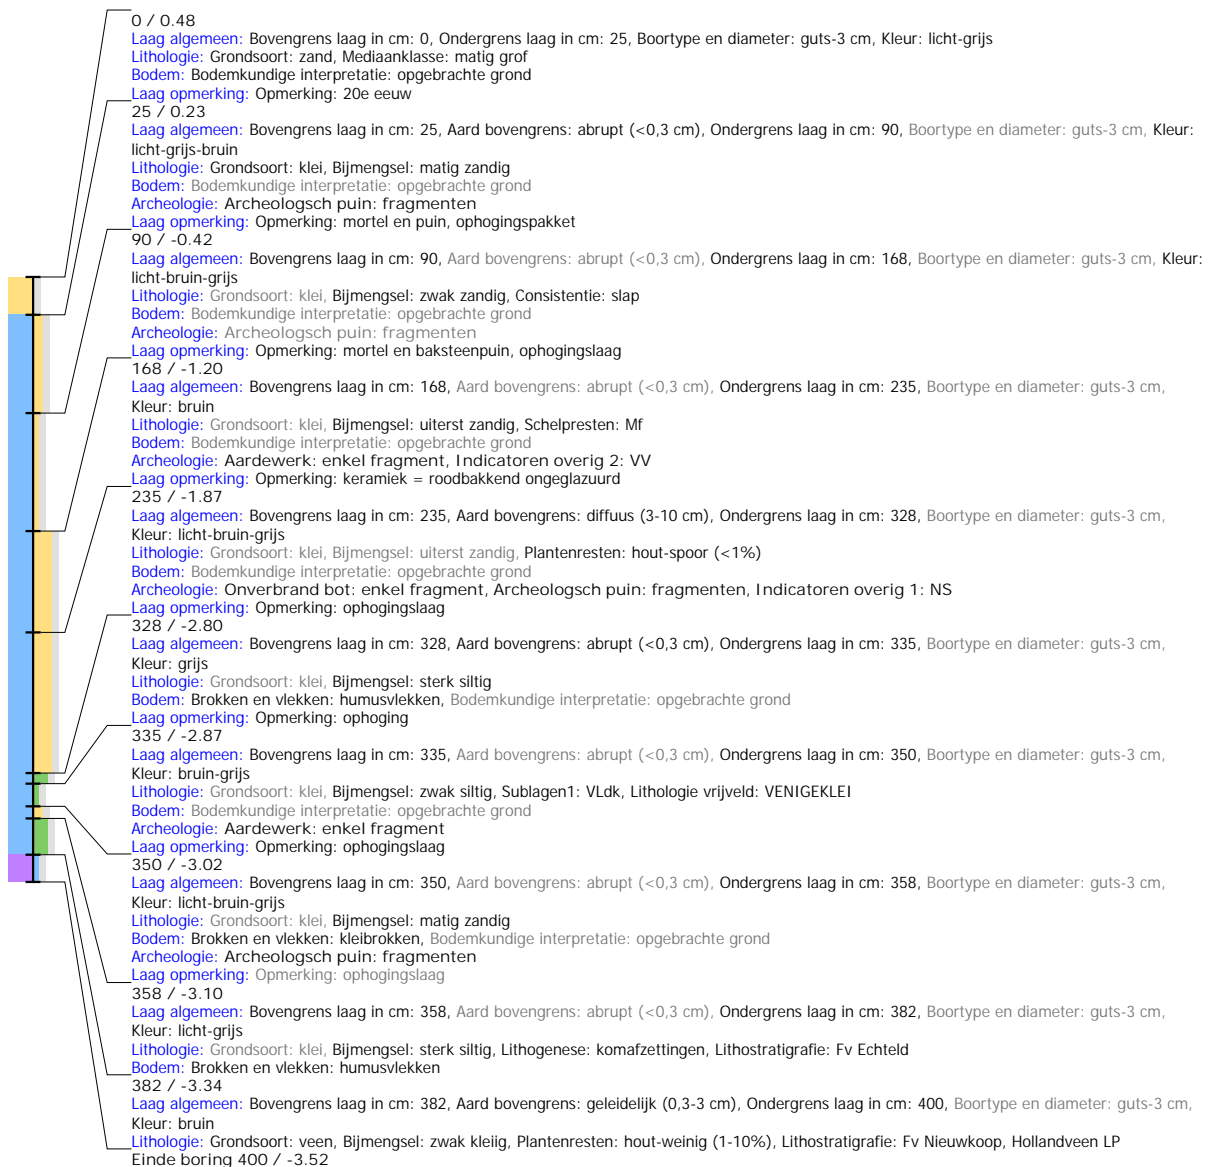 0 / 0.48
Laag algemeen: Bovengrens laag in cm: 0, Ondergrens laag in cm: 25, Boortype en diameter: guts-3 cm, Kleur: licht-grijs
Lithologie: Grondsoort: zand, Mediaanklasse: matig grof
Bodem: Bodemkundige interpretatie: opgebrachte grond
Laag opmerking: Opmerking: 20e eeuw
25 / 0.23
Laag algemeen: Bovengrens laag in cm: 25, Aard bovengrens: abrupt (<0,3 cm), Ondergrens laag in cm: 90, Boortype en diameter: guts-3 cm, Kleur:
licht-grijs-bruin
Lithologie: Grondsoort: klei, Bijmengsel: matig zandig
Bodem: Bodemkundige interpretatie: opgebrachte grond
Archeologie: Archeologsch puin: fragmenten
Laag opmerking: Opmerking: mortel en puin, ophogingspakket
90 / -0.42
Laag algemeen: Bovengrens laag in cm: 90, Aard bovengrens: abrupt (<0,3 cm), Ondergrens laag in cm: 168, Boortype en diameter: guts-3 cm, Kleur:
licht-bruin-grijs
Lithologie: Grondsoort: klei, Bijmengsel: zwak zandig, Consistentie: slap
Bodem: Bodemkundige interpretatie: opgebrachte grond
Archeologie: Archeologsch puin: fragmenten
Laag opmerking: Opmerking: mortel en baksteenpuin, ophogingslaag
168 / -1.20
Laag algemeen: Bovengrens laag in cm: 168, Aard bovengrens: abrupt (<0,3 cm), Ondergrens laag in cm: 235, Boortype en diameter: guts-3 cm,
Kleur: bruin
Lithologie: Grondsoort: klei, Bijmengsel: uiterst zandig, Schelpresten: Mf
Bodem: Bodemkundige interpretatie: opgebrachte grond
Archeologie: Aardewerk: enkel fragment, Indicatoren overig 2: VV
Laag opmerking: Opmerking: keramiek = roodbakkend ongeglazuurd
235 / -1.87
Laag algemeen: Bovengrens laag in cm: 235, Aard bovengrens: diffuus (3-10 cm), Ondergrens laag in cm: 328, Boortype en diameter: guts-3 cm,
Kleur: licht-bruin-grijs
Lithologie: Grondsoort: klei, Bijmengsel: uiterst zandig, Plantenresten: hout-spoor (<1%)
Bodem: Bodemkundige interpretatie: opgebrachte grond
Archeologie: Onverbrand bot: enkel fragment, Archeologsch puin: fragmenten, Indicatoren overig 1: NS
Laag opmerking: Opmerking: ophogingslaag
328 / -2.80
Laag algemeen: Bovengrens laag in cm: 328, Aard bovengrens: abrupt (<0,3 cm), Ondergrens laag in cm: 335, Boortype en diameter: guts-3 cm,
Kleur: grijs
Lithologie: Grondsoort: klei, Bijmengsel: sterk siltig
Bodem: Brokken en vlekken: humusvlekken, Bodemkundige interpretatie: opgebrachte grond
Laag opmerking: Opmerking: ophoging
335 / -2.87
Laag algemeen: Bovengrens laag in cm: 335, Aard bovengrens: abrupt (<0,3 cm), Ondergrens laag in cm: 350, Boortype en diameter: guts-3 cm,
Kleur: bruin-grijs
Lithologie: Grondsoort: klei, Bijmengsel: zwak siltig, Sublagen1: VLdk, Lithologie vrijveld: VENIGEKLEI
Bodem: Bodemkundige interpretatie: opgebrachte grond
Archeologie: Aardewerk: enkel fragment
Laag opmerking: Opmerking: ophogingslaag
350 / -3.02
Laag algemeen: Bovengrens laag in cm: 350, Aard bovengrens: abrupt (<0,3 cm), Ondergrens laag in cm: 358, Boortype en diameter: guts-3 cm,
Kleur: licht-bruin-grijs
Lithologie: Grondsoort: klei, Bijmengsel: matig zandig
Bodem: Brokken en vlekken: kleibrokken, Bodemkundige interpretatie: opgebrachte grond
Archeologie: Archeologsch puin: fragmenten
Laag opmerking: Opmerking: ophogingslaag
358 / -3.10
Laag algemeen: Bovengrens laag in cm: 358, Aard bovengrens: abrupt (<0,3 cm), Ondergrens laag in cm: 382, Boortype en diameter: guts-3 cm,
Kleur: licht-grijs
Lithologie: Grondsoort: klei, Bijmengsel: sterk siltig, Lithogenese: komafzettingen, Lithostratigrafie: Fv Echteld
Bodem: Brokken en vlekken: humusvlekken
382 / -3.34
Laag algemeen: Bovengrens laag in cm: 382, Aard bovengrens: geleidelijk (0,3-3 cm), Ondergrens laag in cm: 400, Boortype en diameter: guts-3 cm,
Kleur: bruin
Lithologie: Grondsoort: veen, Bijmengsel: zwak kleiig, Plantenresten: hout-weinig (1-10%), Lithostratigrafie: Fv Nieuwkoop, Hollandveen LP
Einde boring 400 / -3.52